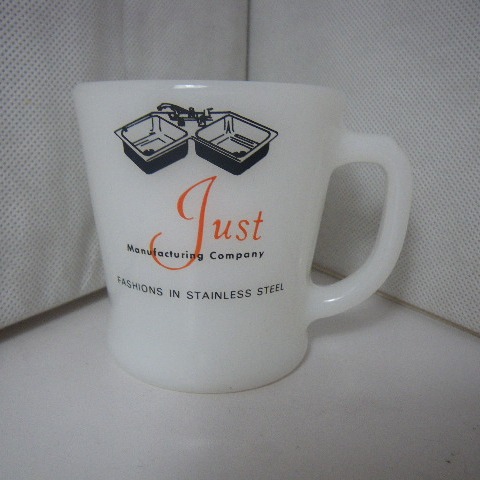 Just
Manufacturing Company
FASHIONS IN STAINLESS STEEL